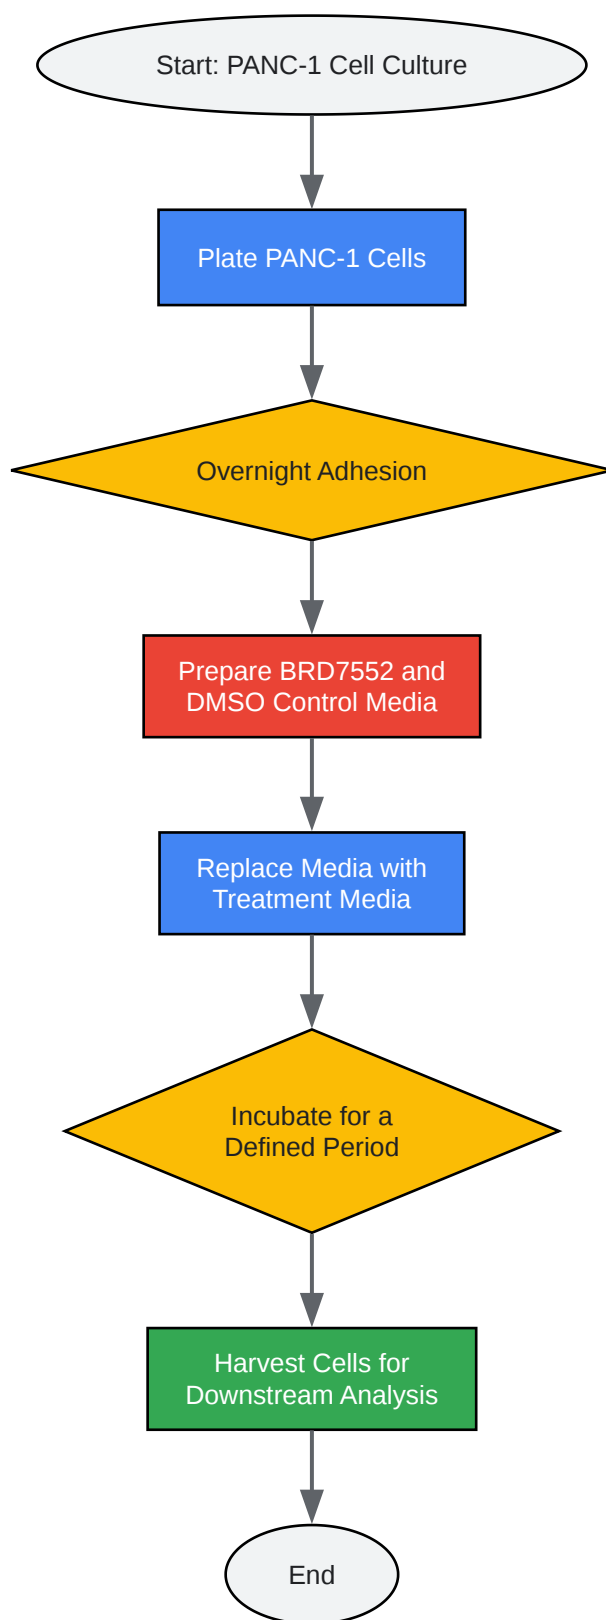 Start: PANC-1 Cell Culture
Plate PANC-1 Cells
Overnight Adhesion
Prepare BRD7552 and
DMSO Control Media
Replace Media with
Treatment Media
Incubate for a
Defined Period
Harvest Cells for
Downstream Analysis
End